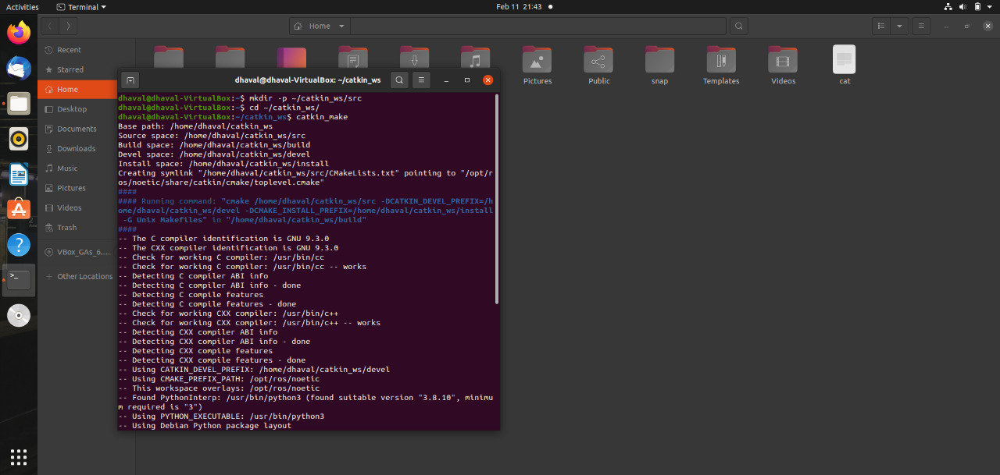 Activities
Terminal
Feb 11 21:43
Home
Recent
Starred
Home
Desktop
Documents
Downloads
Music
Pictures
Videos
Trash
VBox_GAs_6....
+ Other Locations
Pictures
Public
snap
Templates
Videos
cat
dhaval@dhaval-VirtualBox: ~/catkin_ws
dhaval@dhaval-VirtualBox:~$ mkdir -p ~/catkin_ws/src
dhaval@dhaval-VirtualBox:~$ cd ~/catkin_ws/
dhaval@dhaval-VirtualBox:~/catkin_ws$ catkin_make
Base path: /home/dhaval/catkin_ws
Source space: /home/dhaval/catkin_ws/src
Build space: /home/dhaval/catkin_ws/build
Devel space: /home/dhaval/catkin_ws/devel
Install space: /home/dhaval/catkin_ws/install
Creating symlink "/home/dhaval/catkin_ws/src/CMakeLists.txt" pointing to "/opt/r
os/noetic/share/catkin/cmake/toplevel.cmake"
####
#### Running command: "cmake /home/dhaval/catkin_ws/src -DCATKIN_DEVEL_PREFIX=/h
ome/dhaval/catkin_ws/devel -DCMAKE_INSTALL_PREFIX=/home/dhaval/catkin_ws/install
-G Unix Makefiles" in "/home/dhaval/catkin_ws/build"
####
-- The C compiler identification is GNU 9.3.0
-- The CXX compiler identification is GNU 9.3.0
-- Check for working C compiler: /usr/bin/cc
-- Check for working C compiler: /usr/bin/cc -- works
-- Detecting C compiler ABI info
-- Detecting C compiler ABI info - done
-- Detecting C compile features
-- Detecting C compile features - done
-- Check for working CXX compiler: /usr/bin/c++
-- Check for working CXX compiler: /usr/bin/c++ -- works
-- Detecting CXX compiler ABI info
-- Detecting CXX compiler ABI info - done
-- Detecting CXX compile features
-- Detecting CXX compile features - done
-- Using CATKIN_DEVEL_PREFIX: /home/dhaval/catkin_ws/devel
-- Using CMAKE_PREFIX_PATH: /opt/ros/noetic
-- This workspace overlays: /opt/ros/noetic
-- Found PythonInterp: /usr/bin/python3 (found suitable version "3.8.10", minimu
m required is "3")
-- Using PYTHON_EXECUTABLE: /usr/bin/python3
-- Using Debian Python package layout